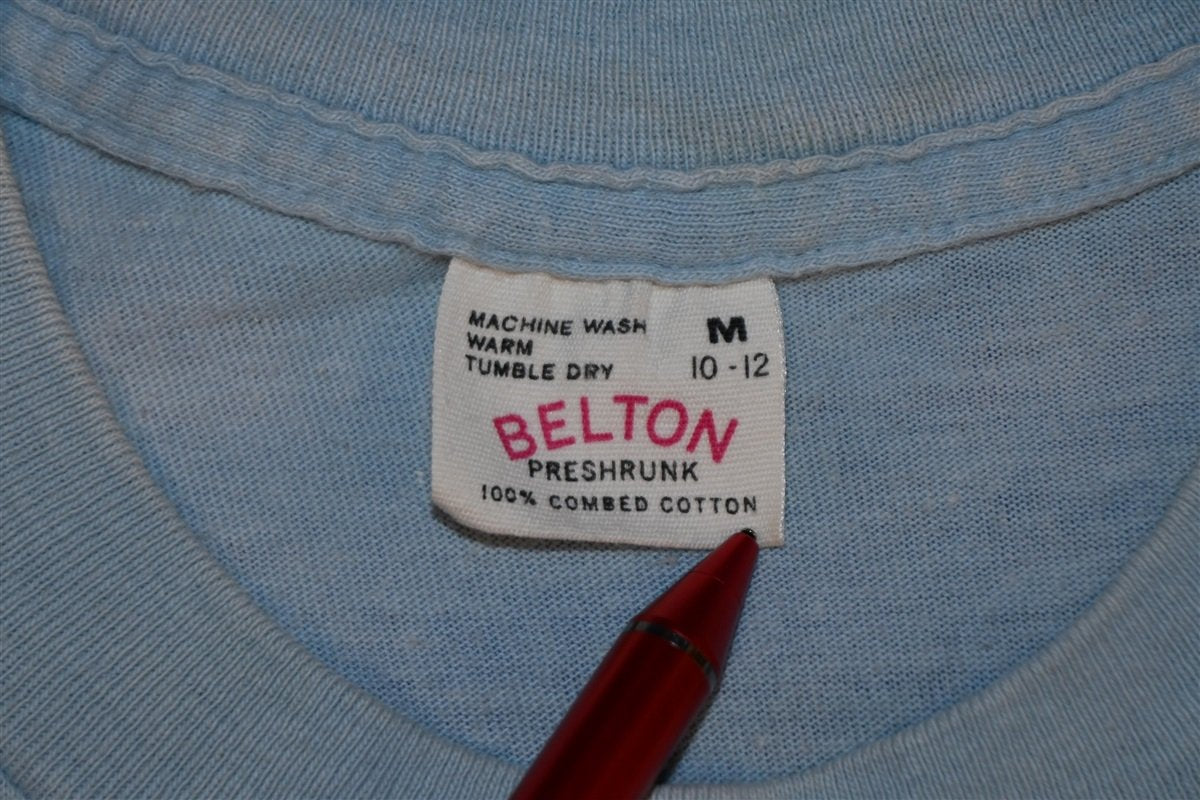 MACHINE WASH
WARM
TUMBLE DRY
M
10 - 12
BELTON
PRESHRUNK
100% COMBED COTTON